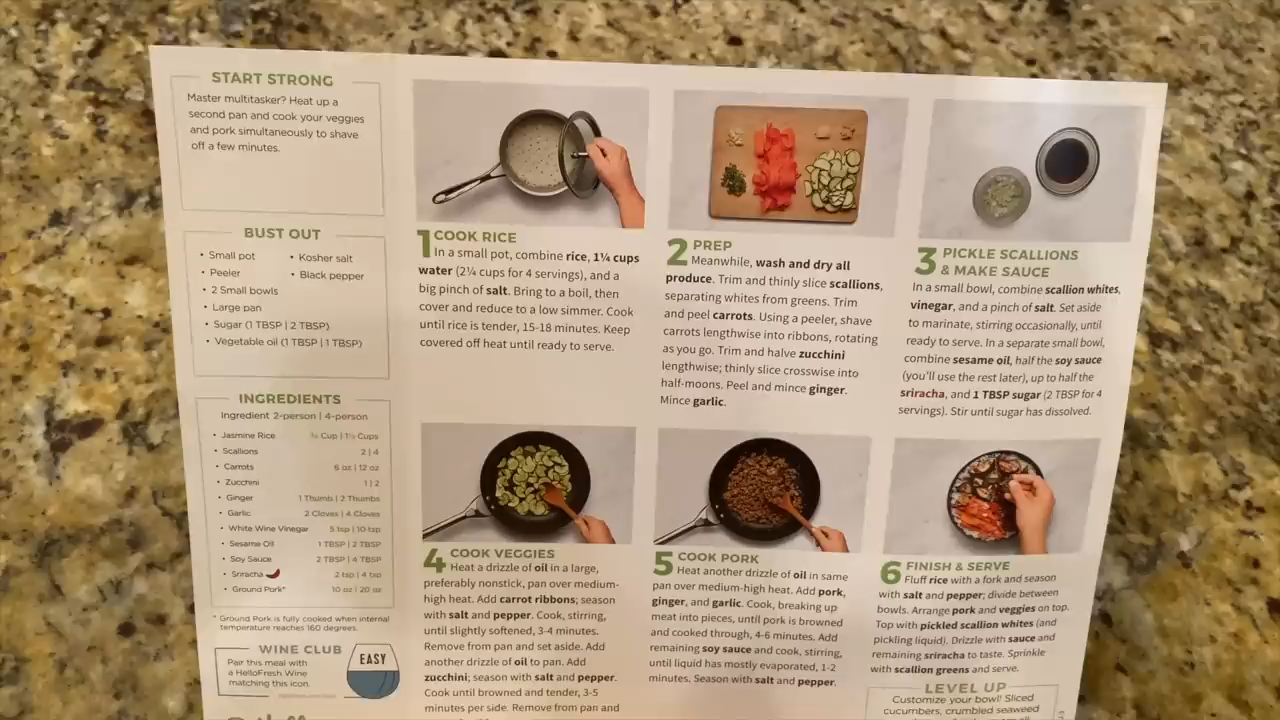 START STRONG
Master multitasker? Heat up a
second pan and cook your veggies
and pork simultaneously to shave
off a few minutes.
BUST OUT
• Small pot
• Peeler
• 2 Small bowls
• Large pan
• Sugar (1 TBSP | 2 TBSP)
• Vegetable oil (1 TBSP | 1 TBSP)
• Kosher salt
• Black pepper
INGREDIENTS
Ingredient 2-person | 4-person
• Jasmine Rice ¾ Cup | 1½ Cups
• Scallions 2 | 4
• Carrots 6 oz | 12 oz
• Zucchini 1 | 2
• Ginger 1 Thumb | 2 Thumbs
• Garlic 2 Cloves | 4 Cloves
• White Wine Vinegar 5 tsp | 10 tsp
• Sesame Oil 1 TBSP | 2 TBSP
• Soy Sauce 2 TBSP | 4 TBSP
• Sriracha 2 tsp | 4 tsp
• Ground Pork* 10 oz | 20 oz
* Ground Pork is fully cooked when internal
temperature reaches 160 degrees.
WINE CLUB
Pair this meal with
a HelloFresh Wine
matching this icon.
EASY
1 COOK RICE
In a small pot, combine rice, 1¼ cups
water (2¼ cups for 4 servings), and a
big pinch of salt. Bring to a boil, then
cover and reduce to a low simmer. Cook
until rice is tender, 15-18 minutes. Keep
covered off heat until ready to serve.
2 PREP
Meanwhile, wash and dry all
produce. Trim and thinly slice scallions,
separating whites from greens. Trim
and peel carrots. Using a peeler, shave
carrots lengthwise into ribbons, rotating
as you go. Trim and halve zucchini
lengthwise; thinly slice crosswise into
half-moons. Peel and mince ginger.
Mince garlic.
3 PICKLE SCALLIONS
& MAKE SAUCE
In a small bowl, combine scallion whites,
vinegar, and a pinch of salt. Set aside
to marinate, stirring occasionally, until
ready to serve. In a separate small bowl,
combine sesame oil, half the soy sauce
(you'll use the rest later), up to half the
sriracha, and 1 TBSP sugar (2 TBSP for 4
servings). Stir until sugar has dissolved.
4 COOK VEGGIES
Heat a drizzle of oil in a large,
preferably nonstick, pan over medium-
high heat. Add carrot ribbons; season
with salt and pepper. Cook, stirring,
until slightly softened, 3-4 minutes.
Remove from pan and set aside. Add
another drizzle of oil to pan. Add
zucchini; season with salt and pepper.
Cook until browned and tender, 3-5
minutes per side. Remove from pan and
5 COOK PORK
Heat another drizzle of oil in same
pan over medium-high heat. Add pork,
ginger, and garlic. Cook, breaking up
meat into pieces, until pork is browned
and cooked through, 4-6 minutes. Add
remaining soy sauce and cook, stirring,
until liquid has mostly evaporated, 1-2
minutes. Season with salt and pepper.
6 FINISH & SERVE
Fluff rice with a fork and season
with salt and pepper; divide between
bowls. Arrange pork and veggies on top.
Top with pickled scallion whites (and
pickling liquid). Drizzle with sauce and
remaining sriracha to taste. Sprinkle
with scallion greens and serve.
LEVEL UP
Customize your bowl! Sliced
cucumbers, crumbled seaweed